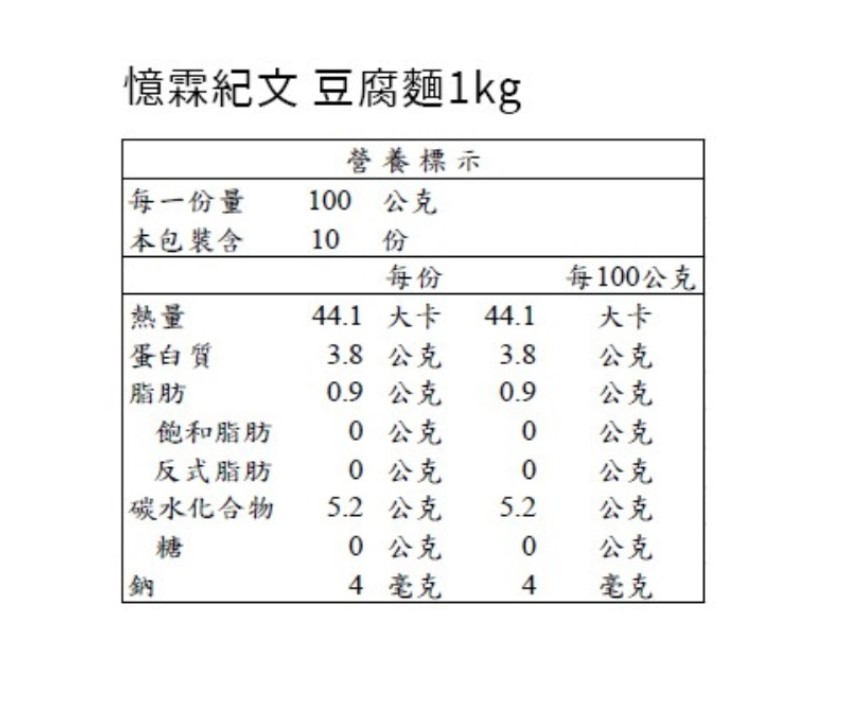 憶霖紀文 豆腐麵1kg
營養標示
每一份量 100 公克
本包裝含 10 份
每份 每100公克
熱量 44.1 大卡 44.1 大卡
蛋白質 3.8 公克 3.8 公克
脂肪 0.9 公克 0.9 公克
飽和脂肪 0 公克 0 公克
反式脂肪 0 公克 0 公克
碳水化合物 5.2 公克 5.2 公克
糖 0 公克 0 公克
鈉 4 毫克 4 毫克